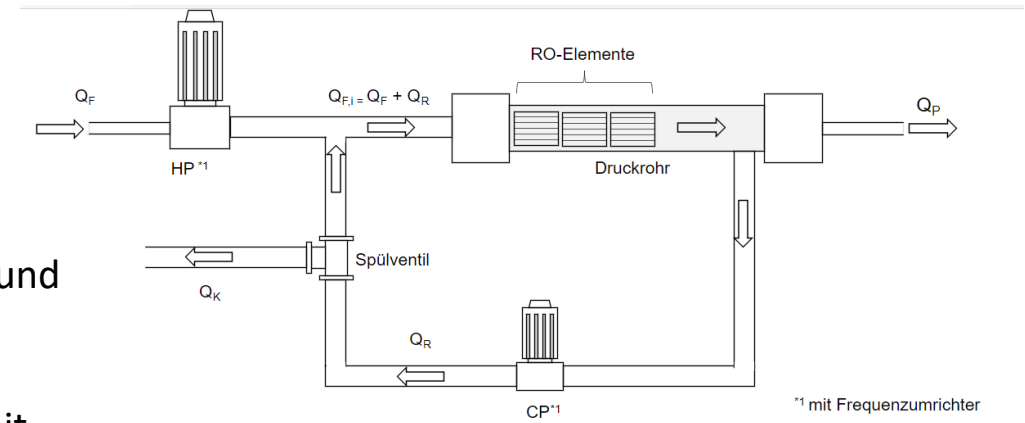 RO-Elemente
Q_F
Q_F,i = Q_F + Q_R
Q_P
HP *1
Druckrohr
und
Spülventil
Q_K
Q_R
CP*1
*1 mit Frequenzumrichter